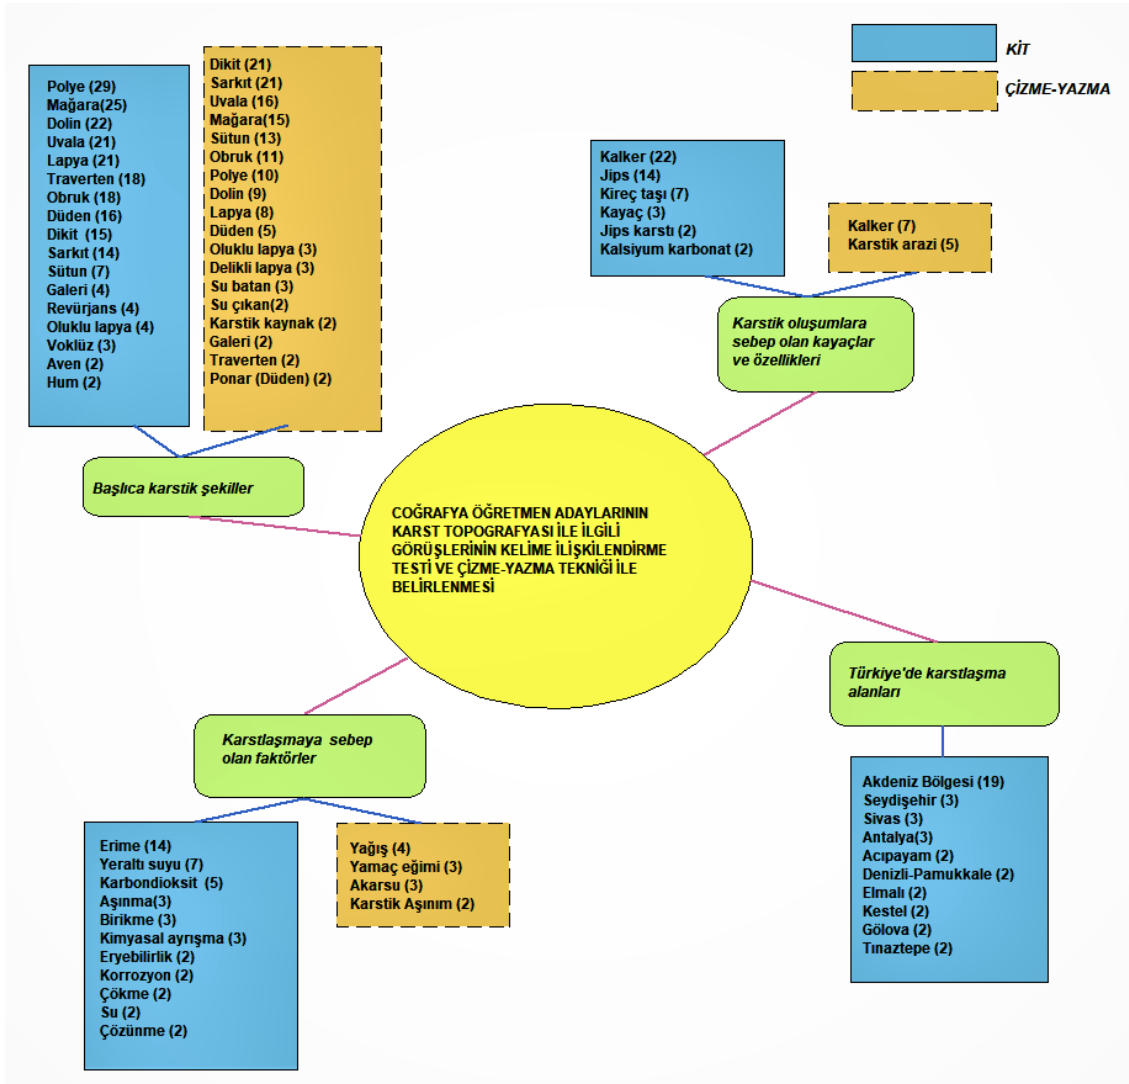 KİT
ÇİZME-YAZMA
Polye (29)
Mağara(25)
Dolin (22)
Uvala (21)
Lapya (21)
Traverten (18)
Obruk (18)
Düden (16)
Dikit (15)
Sarkıt (14)
Sütun (7)
Galeri (4)
Revürjans (4)
Oluklu lapya (4)
Voklüz (3)
Aven (2)
Hum (2)
Dikit (21)
Sarkıt (21)
Uvala (16)
Mağara(15)
Sütun (13)
Obruk (11)
Polye (10)
Dolin (9)
Lapya (8)
Düden (5)
Oluklu lapya (3)
Delikli lapya (3)
Su batan (3)
Su çıkan(2)
Karstik kaynak (2)
Galeri (2)
Traverten (2)
Ponar (Düden) (2)
Başlıca karstik şekiller
Kalker (22)
Jips (14)
Kireç taşı (7)
Kayaç (3)
Jips karstı (2)
Kalsiyum karbonat (2)
Kalker (7)
Karstik arazi (5)
Karstik oluşumlara
sebep olan kayaçlar
ve özellikleri
COĞRAFYA ÖĞRETMEN ADAYLARININ
KARST TOPOGRAFYASI İLE İLGİLİ
GÖRÜŞLERİNİN KELİME İLİŞKİLENDİRME
TESTİ VE ÇİZME-YAZMA TEKNİĞİ İLE
BELİRLENMESİ
Karstlaşmaya sebep
olan faktörler
Erime (14)
Yeraltı suyu (7)
Karbondioksit (5)
Aşınma(3)
Birikme (3)
Kimyasal ayrışma (3)
Eryebilirlik (2)
Korrozyon (2)
Çökme (2)
Su (2)
Çözünme (2)
Yağış (4)
Yamaç eğimi (3)
Akarsu (3)
Karstik Aşınım (2)
Türkiye'de karstlaşma
alanları
Akdeniz Bölgesi (19)
Seydişehir (3)
Sivas (3)
Antalya(3)
Acıpayam (2)
Denizli-Pamukkale (2)
Elmalı (2)
Kestel (2)
Gölova (2)
Tınaztepe (2)